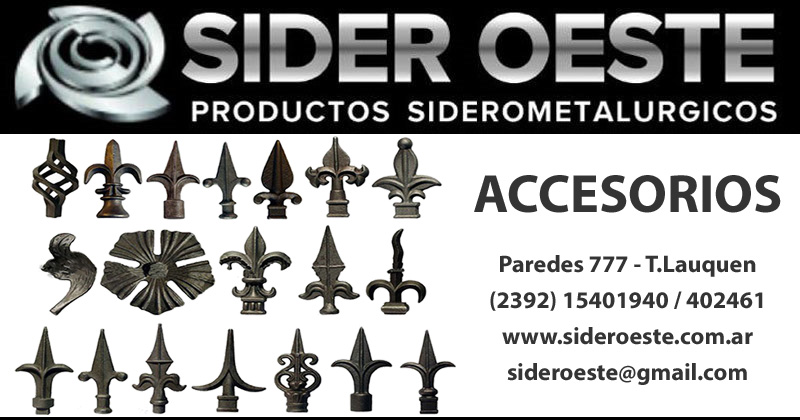 SIDER OESTE
PRODUCTOS SIDEROMETALURGICOS
ACCESORIOS
Paredes 777 - T.Lauquen
(2392) 15401940 / 402461
www.sideroeste.com.ar
sideroeste@gmail.com